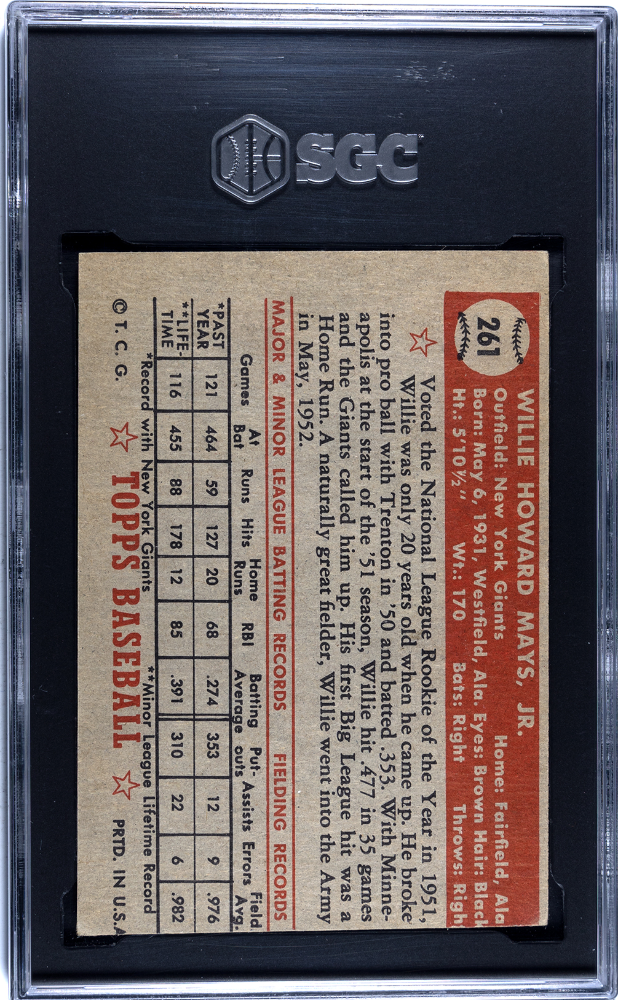 SGC
261
WILLIE HOWARD MAYS, JR.
Outfield: New York Giants Home: Fairfield, Ala
Born: May 6, 1931, Westfield, Ala. Eyes: Brown Hair: Black
Ht.: 5'10½" Wt.: 170 Bats: Right Throws: Righ
Voted the National League Rookie of the Year in 1951,
Willie was only 20 years old when he came up. He broke
into pro ball with Trenton in '50 and batted .353. With Minne-
apolis at the start of the '51 season, Willie hit .477 in 35 games
and the Giants called him up. His first Big League hit was a
Home Run. A naturally great fielder, Willie went into the Army
in May, 1952.
MAJOR & MINOR LEAGUE BATTING RECORDS FIELDING RECORDS
Games At Bat Runs Hits Home Runs RBI Batting Average Put-outs Assists Errors Field Avg.
*PAST YEAR 121 464 59 127 20 68 .274 353 12 9 .976
**LIFE-TIME 116 455 88 178 12 85 .391 310 22 6 .982
*Record with New York Giants **Minor League Lifetime Record
© T. C. G. TOPPS BASEBALL PRTD. IN U.S.A